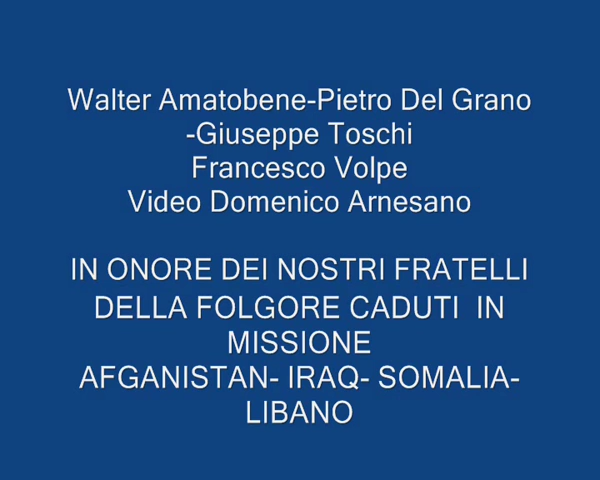 Walter Amatobene-Pietro Del Grano
-Giuseppe Toschi
Francesco Volpe
Video Domenico Arnesano
IN ONORE DEI NOSTRI FRATELLI
DELLA FOLGORE CADUTI  IN
MISSIONE
AFGANISTAN- IRAQ- SOMALIA-
LIBANO